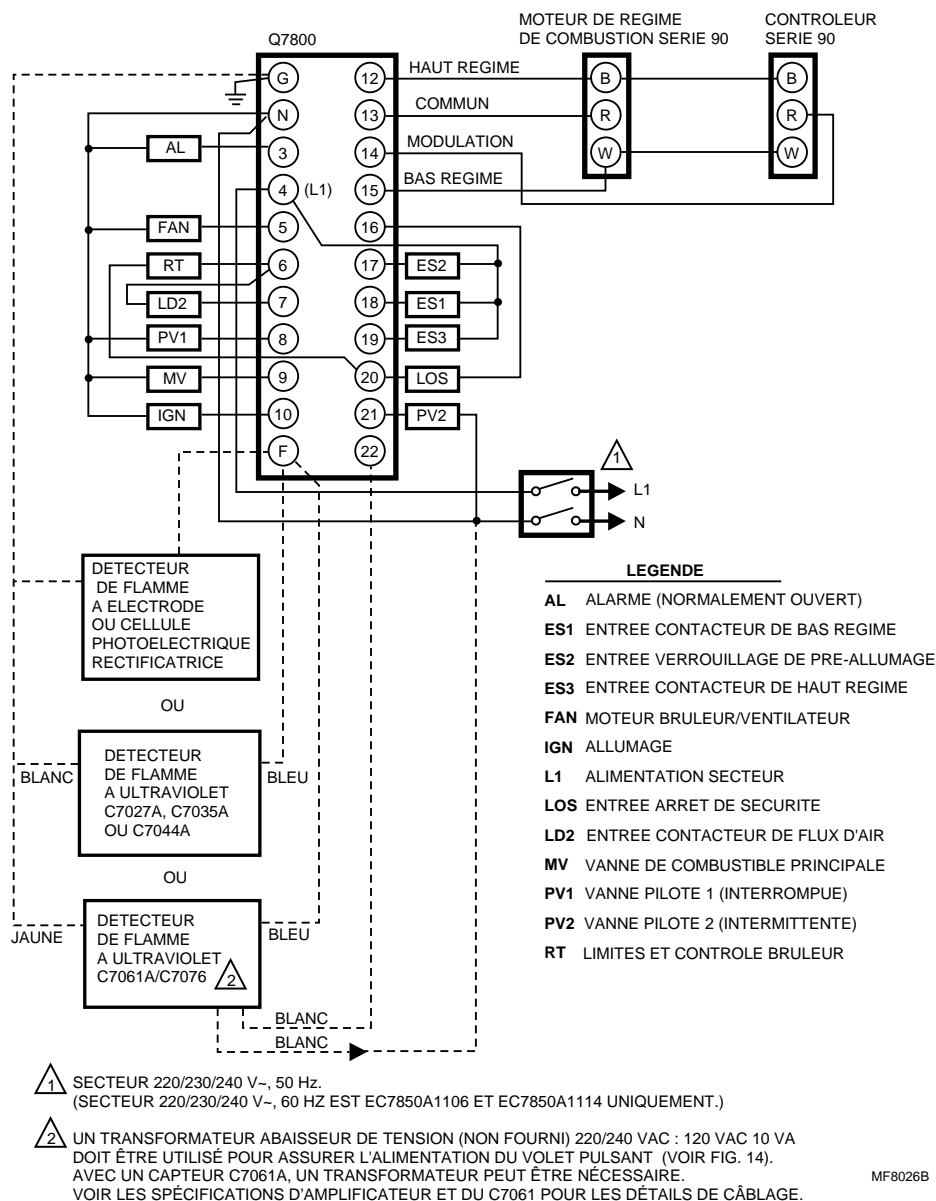 MOTEUR DE REGIME
DE COMBUSTION SERIE 90
CONTROLEUR
SERIE 90
Q7800
G
12
HAUT REGIME
B
B
N
13
COMMUN
R
R
AL
3
14
MODULATION
W
W
4
(L1)
15
BAS REGIME
FAN
5
16
RT
6
17
ES2
LD2
7
18
ES1
PV1
8
19
ES3
MV
9
20
LOS
IGN
10
21
PV2
F
22
1
L1
N
DETECTEUR
DE FLAMME
A ELECTRODE
OU CELLULE
PHOTOELECTRIQUE
RECTIFICATRICE
OU
BLANC
DETECTEUR
DE FLAMME
A ULTRAVIOLET
C7027A, C7035A
OU C7044A
BLEU
OU
JAUNE
DETECTEUR
DE FLAMME
A ULTRAVIOLET
C7061A/C7076
2
BLEU
BLANC
BLANC
LEGENDE
AL ALARME (NORMALEMENT OUVERT)
ES1 ENTREE CONTACTEUR DE BAS REGIME
ES2 ENTREE VERROUILLAGE DE PRE-ALLUMAGE
ES3 ENTREE CONTACTEUR DE HAUT REGIME
FAN MOTEUR BRULEUR/VENTILATEUR
IGN ALLUMAGE
L1 ALIMENTATION SECTEUR
LOS ENTREE ARRET DE SECURITE
LD2 ENTREE CONTACTEUR DE FLUX D'AIR
MV VANNE DE COMBUSTIBLE PRINCIPALE
PV1 VANNE PILOTE 1 (INTERROMPUE)
PV2 VANNE PILOTE 2 (INTERMITTENTE)
RT LIMITES ET CONTROLE BRULEUR
1 SECTEUR 220/230/240 V~, 50 Hz.
(SECTEUR 220/230/240 V~, 60 HZ EST EC7850A1106 ET EC7850A1114 UNIQUEMENT.)
2 UN TRANSFORMATEUR ABAISSEUR DE TENSION (NON FOURNI) 220/240 VAC : 120 VAC 10 VA
DOIT ÊTRE UTILISÉ POUR ASSURER L'ALIMENTATION DU VOLET PULSANT (VOIR FIG. 14).
AVEC UN CAPTEUR C7061A, UN TRANSFORMATEUR PEUT ÊTRE NÉCESSAIRE.
VOIR LES SPÉCIFICATIONS D'AMPLIFICATEUR ET DU C7061 POUR LES DÉTAILS DE CÂBLAGE.
MF8026B